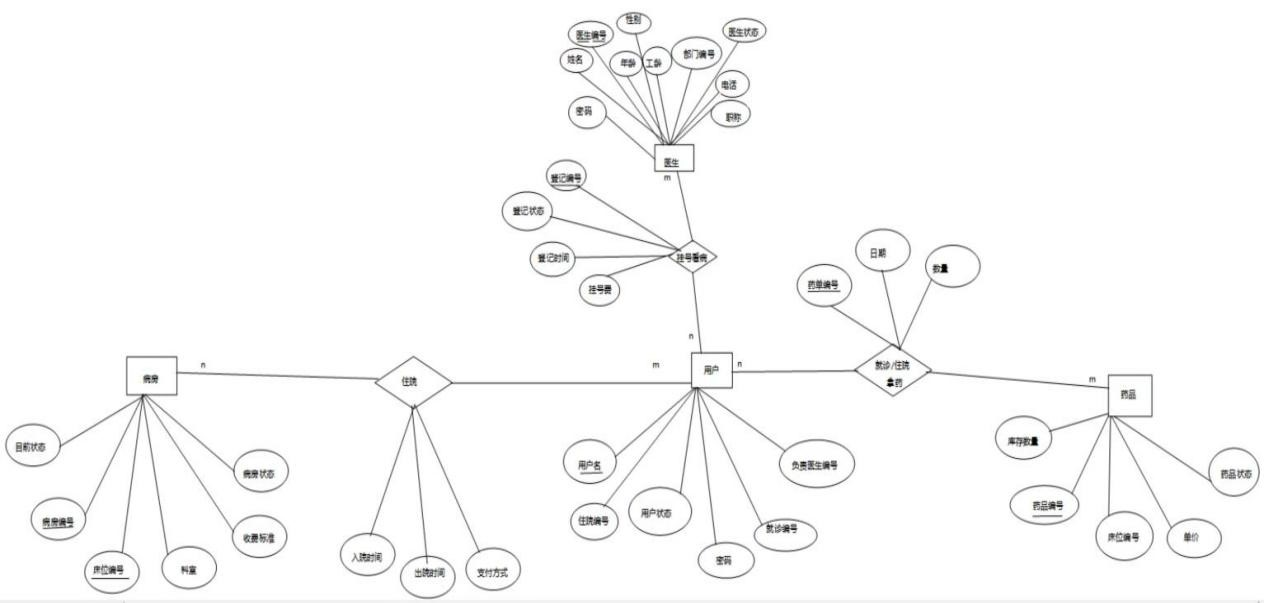 性别
医生编号
医生状态
姓名
年龄
工龄
部门编号
电话
密码
职称
医生
m
登记编号
登记状态
登记时间
挂号看病
挂号费
日期
数量
药单编号
n
n
m
n
就诊/住院
拿药
m
病房
住院
用户
药品
目前状态
病房状态
病房编号
收费标准
床位编号
科室
入院时间
出院时间
支付方式
用户名
负责医生编号
住院编号
用户状态
就诊编号
密码
库存数量
药品状态
药品编号
床位编号
单价